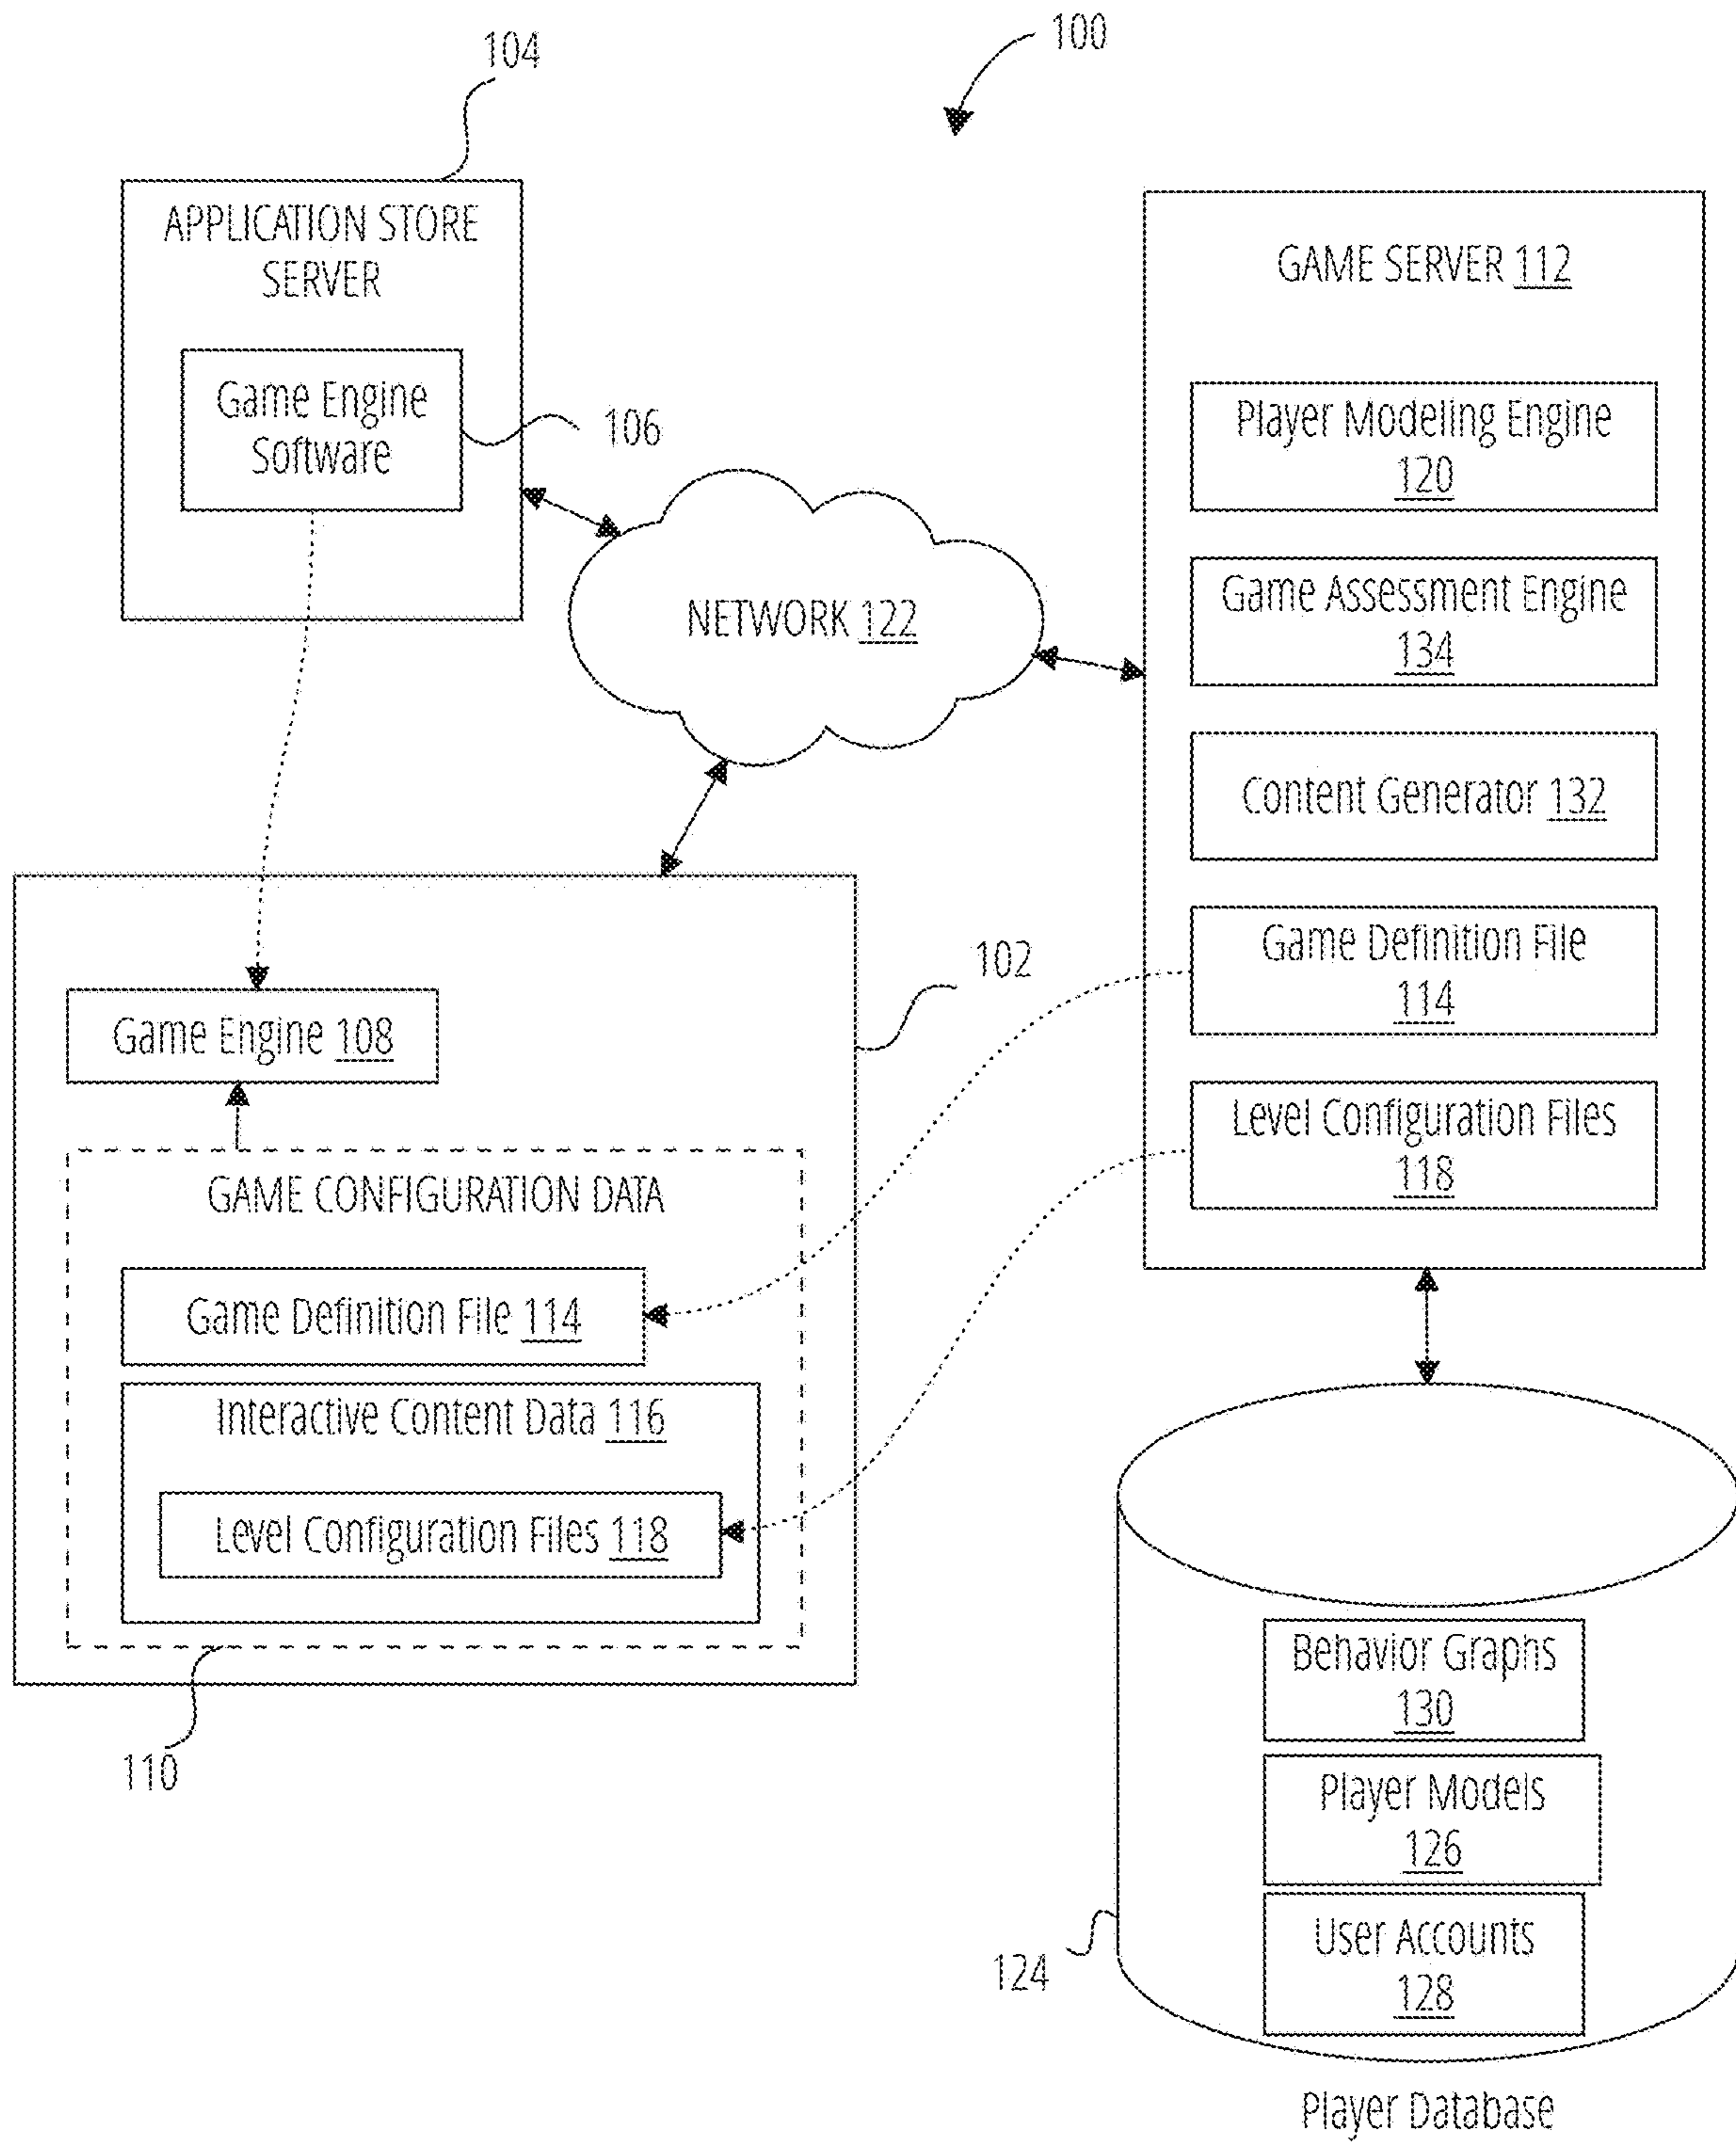 100
104
APPLICATION STORE
SERVER
Game Engine
Software
106
NETWORK 122
GAME SERVER 112
Player Modeling Engine
120
Game Assessment Engine
134
Content Generator 132
Game Definition File
114
Level Configuration Files
118
102
Game Engine 108
GAME CONFIGURATION DATA
Game Definition File 114
Interactive Content Data 116
Level Configuration Files 118
110
Behavior Graphs
130
Player Models
126
User Accounts
128
124
Player Database